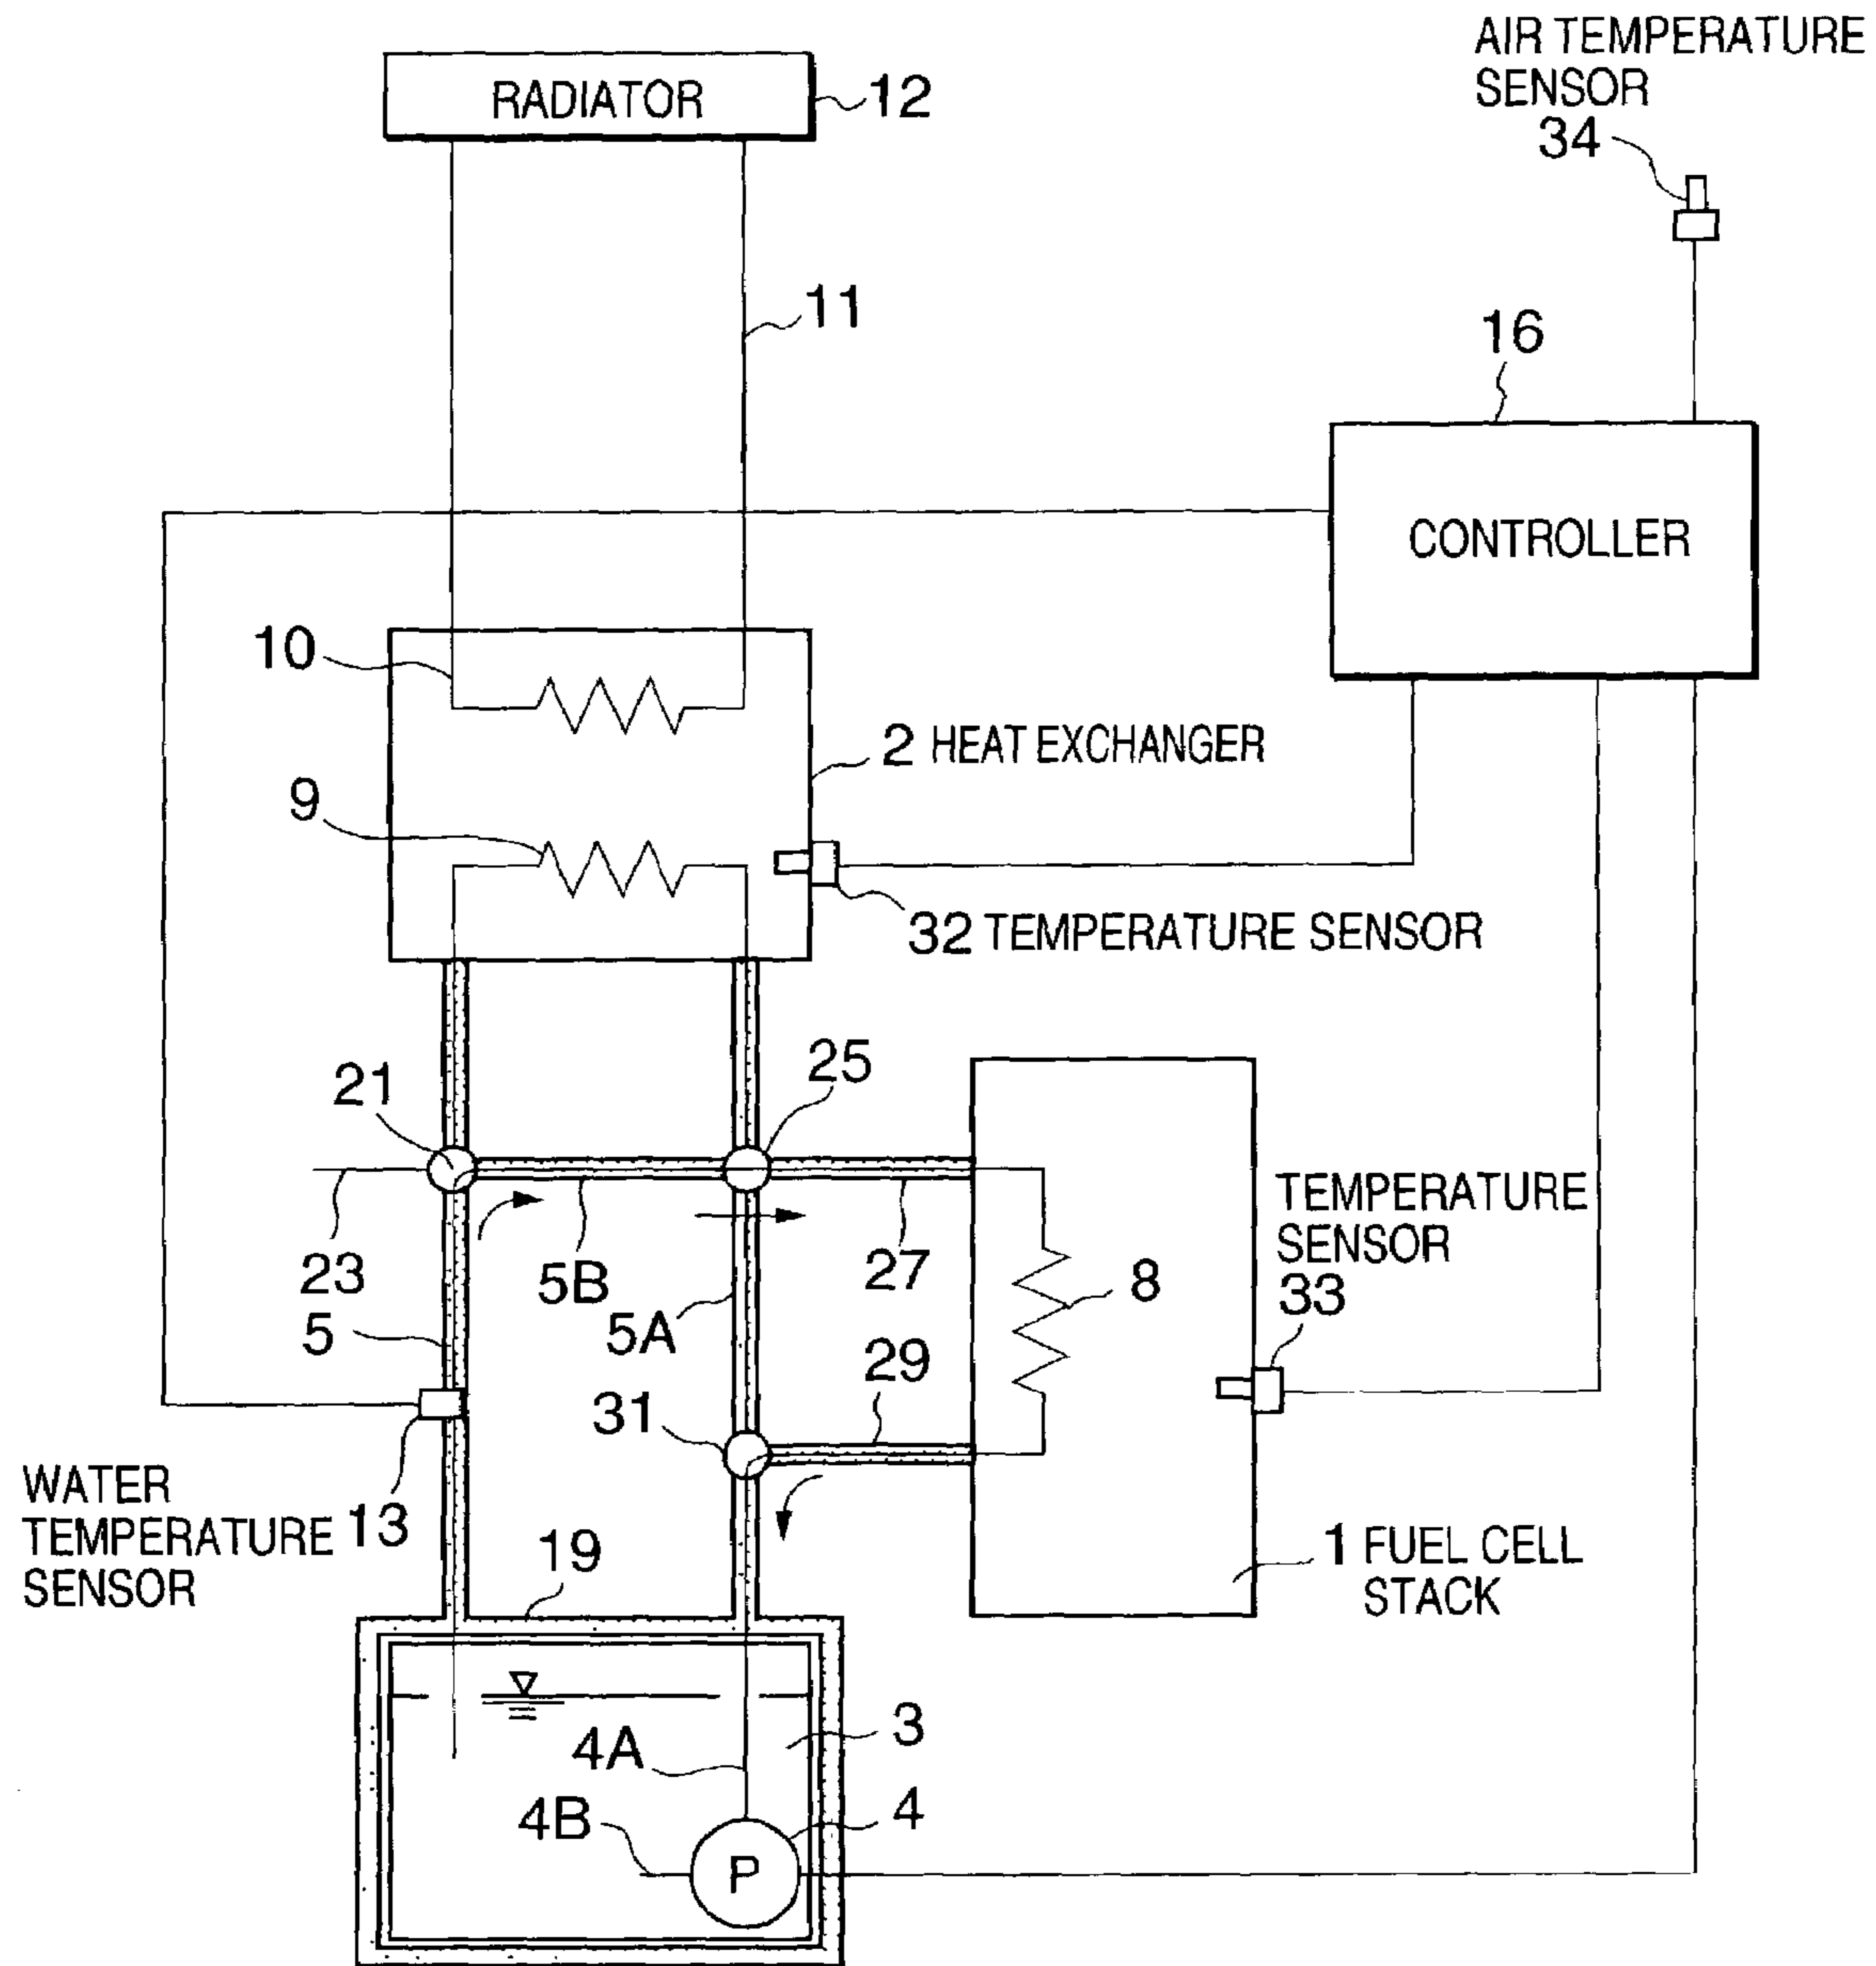 AIR TEMPERATURE
SENSOR
34
RADIATOR
12
11
16
CONTROLLER
10
2 HEAT EXCHANGER
9
32 TEMPERATURE SENSOR
25
21
TEMPERATURE
SENSOR
33
23
5B
27
8
5
5A
29
31
WATER
TEMPERATURE 13
SENSOR
19
1 FUEL CELL
STACK
3
4A
4
4B
P